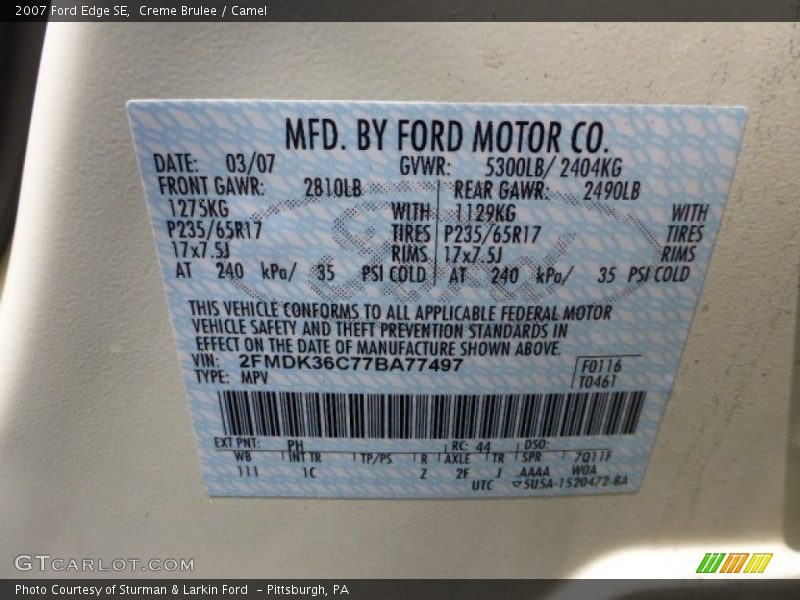 2007 Ford Edge SE, Creme Brulee / Camel
MFD. BY FORD MOTOR CO.
DATE: 03/07 GVWR: 5300LB/ 2404KG
FRONT GAWR: 2810LB REAR GAWR: 2490LB
1275KG WITH 1129KG WITH
P235/65R17 TIRES P235/65R17 TIRES
17x7.5J RIMS 17x7.5J RIMS
AT 240 kPa/ 35 PSI COLD AT 240 kPa/ 35 PSI COLD
THIS VEHICLE CONFORMS TO ALL APPLICABLE FEDERAL MOTOR
VEHICLE SAFETY AND THEFT PREVENTION STANDARDS IN
EFFECT ON THE DATE OF MANUFACTURE SHOWN ABOVE.
VIN: 2FMDK36C77BA77497 F0116
TYPE: MPV T0461
EXT PNT: PH RC: 44 DSO:
WB INT TR TP/PS R AXLE TR SPR 7Q11F
111 1C Z 2F J AAAA WOA
UTC 5U5A-1520472-BA
GTCARLOT.COM
Photo Courtesy of Sturman & Larkin Ford - Pittsburgh, PA